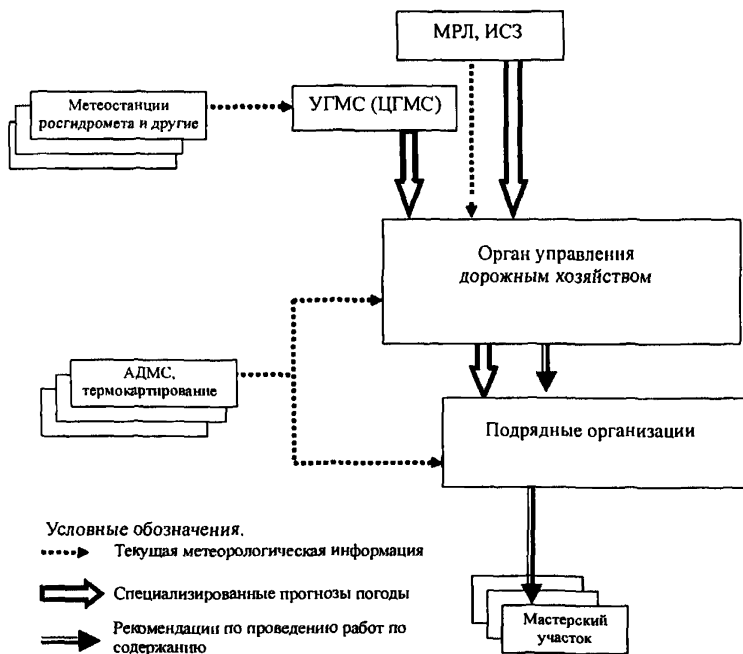 МРЛ, ИСЗ
Метеостанции
росгидромета и другие
УГМС (ЦГМС)
Орган управления
дорожным хозяйством
АДМС,
термокартирование
Подрядные организации
Условные обозначения.
Текущая метеорологическая информация
Специализированные прогнозы погоды
Рекомендации по проведению работ по
содержанию
Мастерский
участок